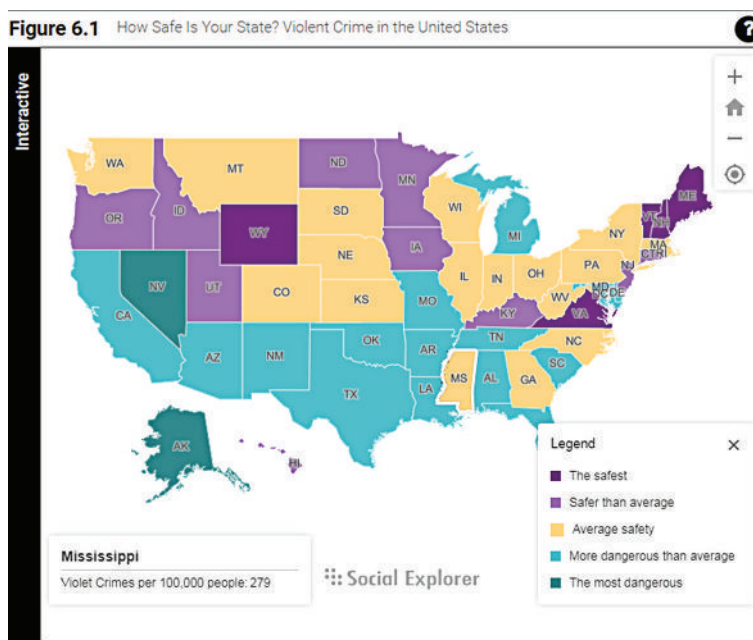 Figure 6.1 How Safe Is Your State? Violent Crime in the United States
?
Interactive
+
−
WA
MT
ND
MN
ME
VT
NH
OR
ID
WY
SD
WI
MI
NY
MA
CT
RI
NV
UT
CO
NE
IA
IL
IN
OH
PA
NJ
MD
DC
DE
CA
KS
MO
KY
WV
VA
AZ
NM
OK
AR
TN
NC
SC
TX
LA
MS
AL
GA
AK
HI
Legend ×
The safest
Safer than average
Average safety
More dangerous than average
The most dangerous
Mississippi
Violet Crimes per 100,000 people: 279
Social Explorer